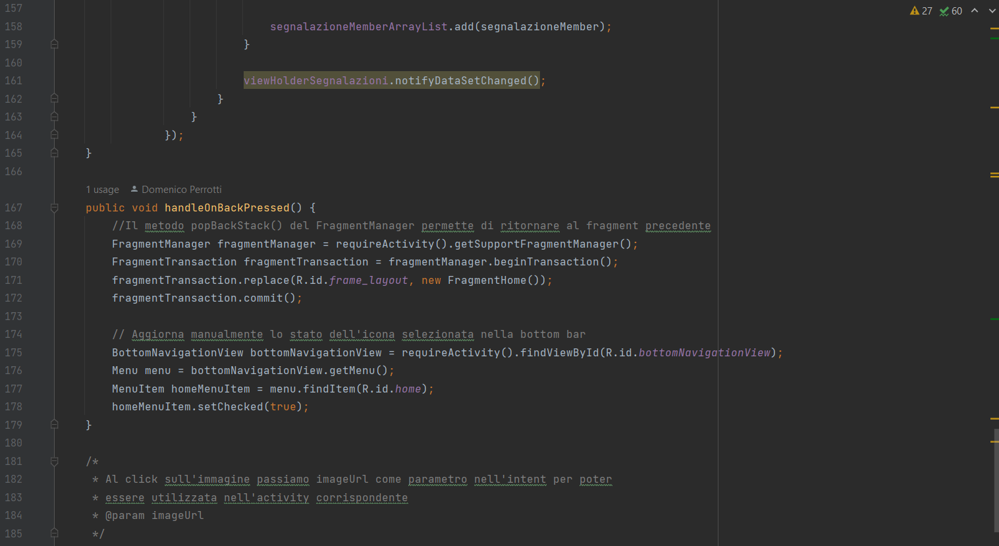 27 60
157
158 segnalazioneMemberArrayList.add(segnalazioneMember);
159 }
160
161 viewHolderSegnalazioni.notifyDataSetChanged();
162 }
163 }
164 });
165 }
166
1 usage Domenico Perrotti
167 public void handleOnBackPressed() {
168 //Il metodo popBackStack() del FragmentManager permette di ritornare al fragment precedente
169 FragmentManager fragmentManager = requireActivity().getSupportFragmentManager();
170 FragmentTransaction fragmentTransaction = fragmentManager.beginTransaction();
171 fragmentTransaction.replace(R.id.frame_layout, new FragmentHome());
172 fragmentTransaction.commit();
173
174 // Aggiorna manualmente lo stato dell'icona selezionata nella bottom bar
175 BottomNavigationView bottomNavigationView = requireActivity().findViewById(R.id.bottomNavigationView);
176 Menu menu = bottomNavigationView.getMenu();
177 MenuItem homeMenuItem = menu.findItem(R.id.home);
178 homeMenuItem.setChecked(true);
179 }
180
181 /*
182 * Al click sull'immagine passiamo imageUrl come parametro nell'intent per poter
183 * essere utilizzata nell'activity corrispondente
184 * @param imageUrl
185 */